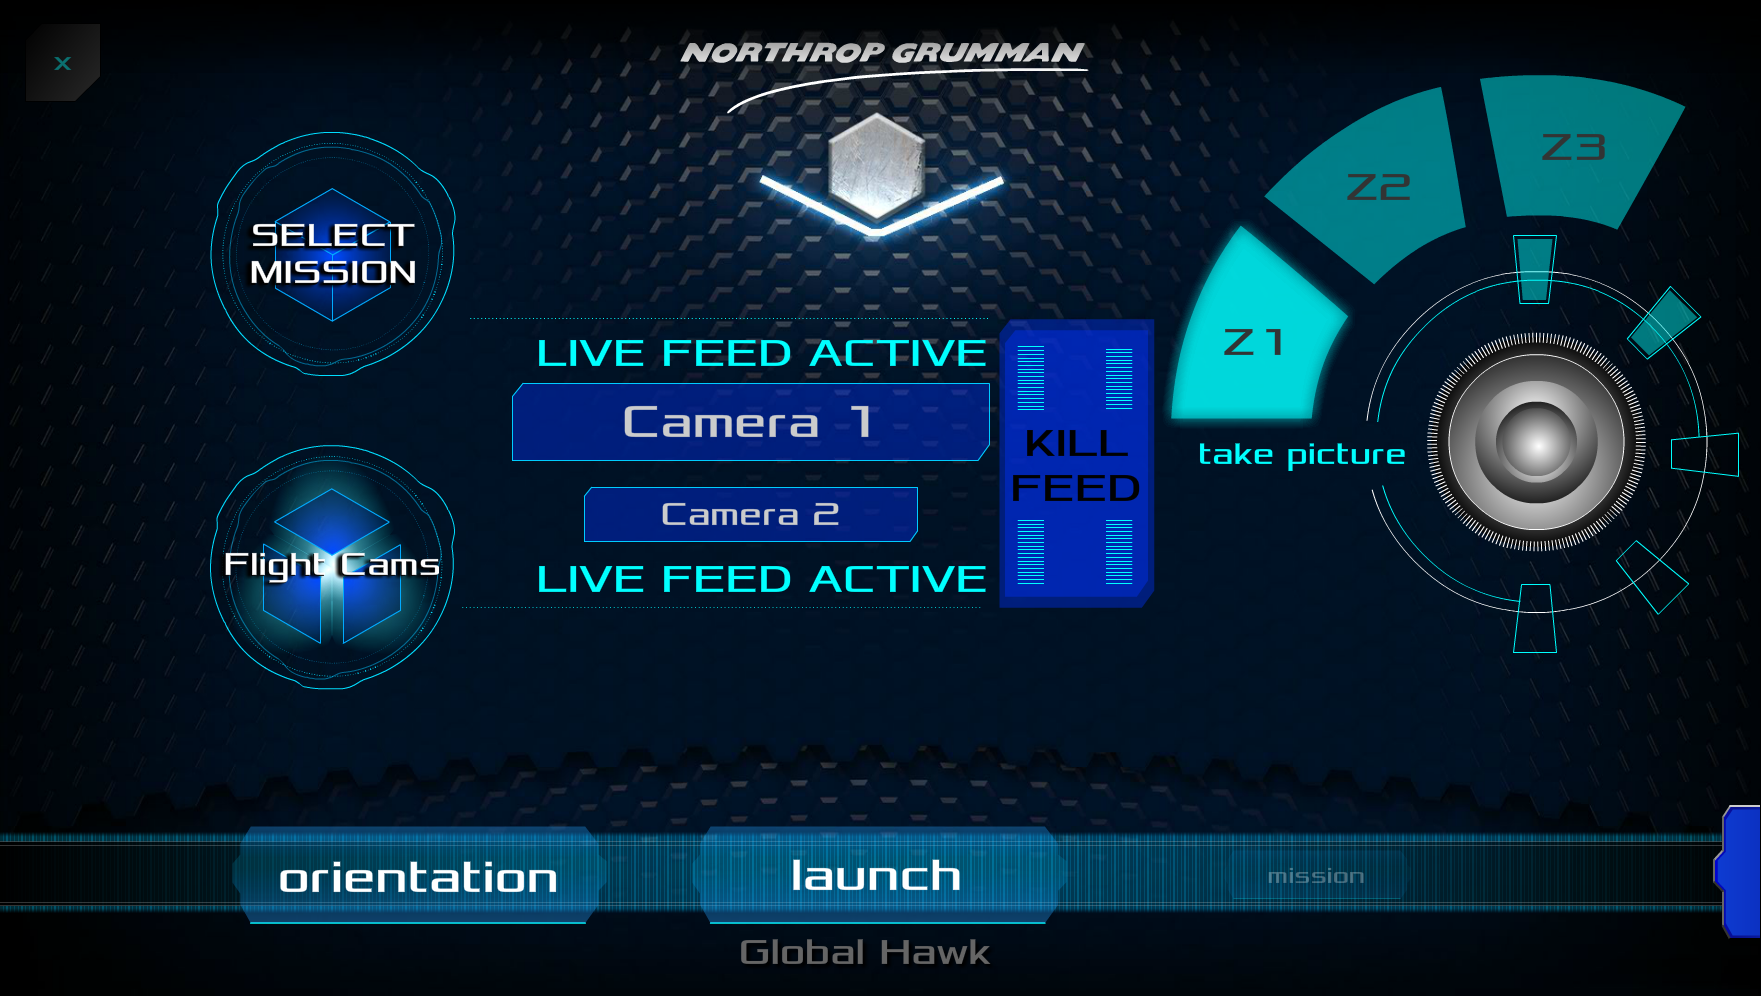 x
NORTHROP GRUMMAN
SELECT
MISSION
Flight Cams
LIVE FEED ACTIVE
Camera 1
Camera 2
LIVE FEED ACTIVE
KILL
FEED
Z1
Z2
Z3
take picture
orientation
launch
mission
Global Hawk